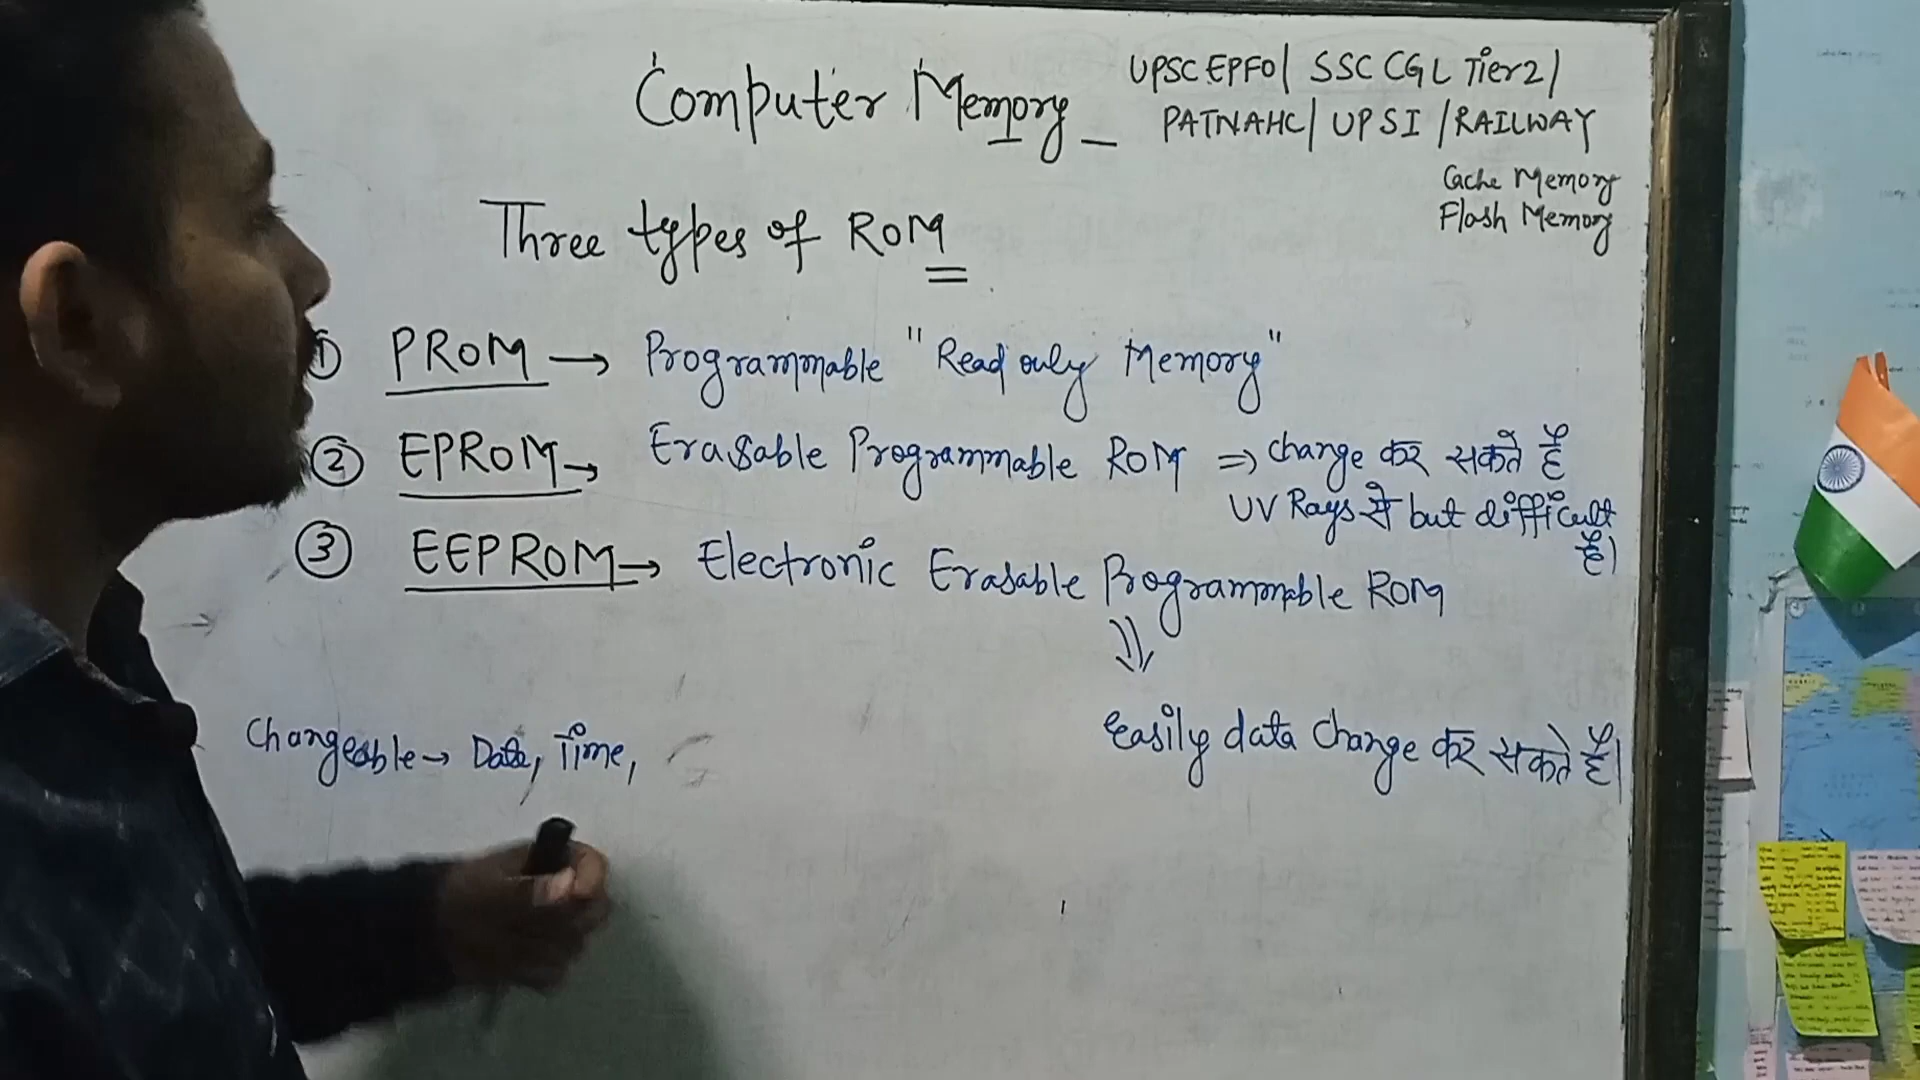 Computer Memory
UPSC EPFO/ SSC CGL Tier2/
PATNAHC/ UPSI /RAILWAY
Cache Memory
Flash Memory
Three types of ROM
① PROM → Programmable "Read only Memory"
② EPROM → Erasable Programmable ROM ⇒ change कर सकते हैं
UV Rays से but difficult
है।
③ EEPROM → Electronic Erasable Programmable ROM
⇓
Easily data change कर सकते हैं।
Changeable → Date, Time,